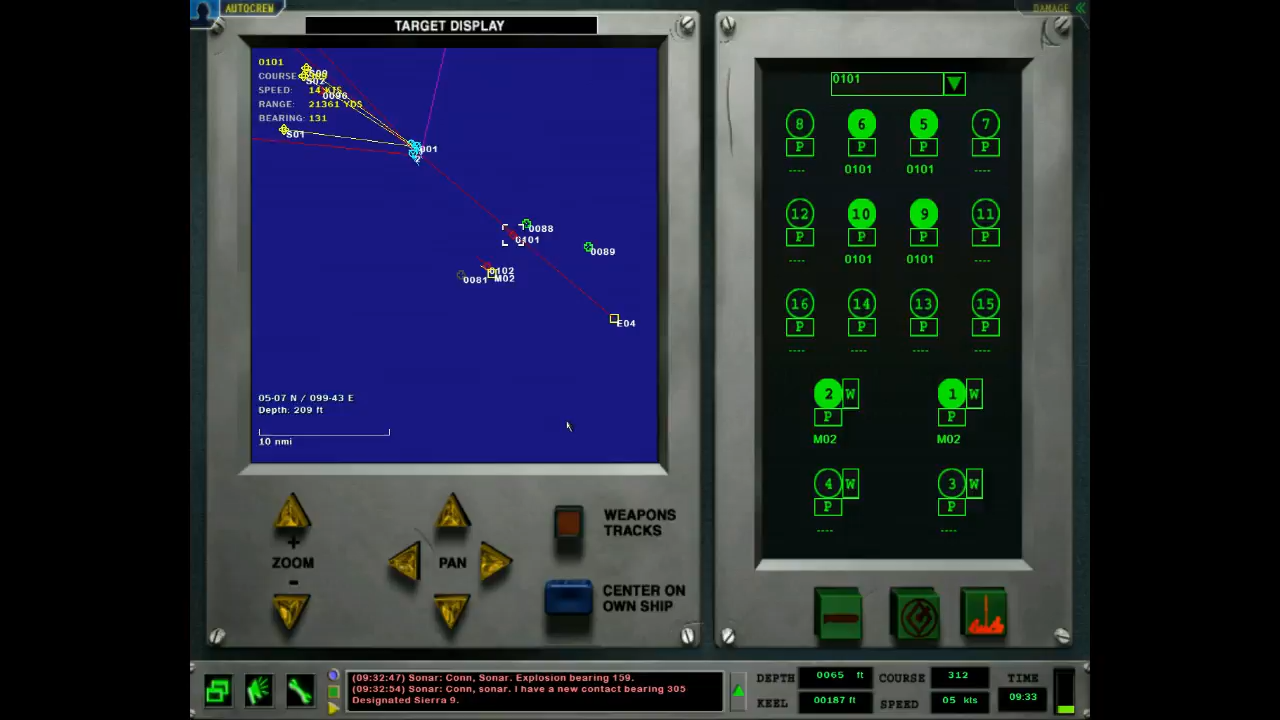 AUTOCREW
DAMAGE
TARGET DISPLAY
0101
COURSE
SPEED: 14 KTS
RANGE: 21361 YDS
BEARING: 131
S09
S02
0096
S01
001
0088
0101
0089
0102
0081 M02
E04
05-07 N / 099-43 E
Depth: 209 ft
10 nmi
ZOOM
+
-
PAN
WEAPONS
TRACKS
CENTER ON
OWN SHIP
0101
8 6 5 7
P P P P
---- 0101 0101 ----
12 10 9 11
P P P P
---- 0101 0101 ----
16 14 13 15
P P P P
---- ---- ---- ----
2 W 1 W
P P
M02 M02
4 W 3 W
P P
---- ----
(09:32:47) Sonar: Conn, Sonar. Explosion bearing 159.
(09:32:54) Sonar: Conn, sonar. I have a new contact bearing 305
Designated Sierra 9.
DEPTH 0065 ft COURSE 312 TIME
KEEL 00187 ft SPEED 05 kts 09:33